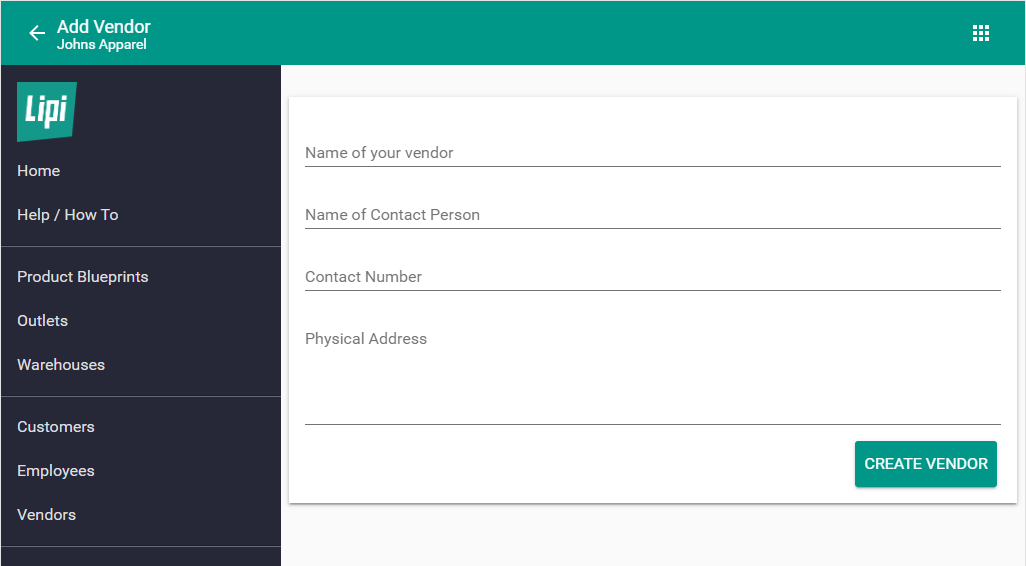 Add Vendor
Johns Apparel
Lipi
Home
Help / How To
Product Blueprints
Outlets
Warehouses
Customers
Employees
Vendors
Name of your vendor
Name of Contact Person
Contact Number
Physical Address
CREATE VENDOR